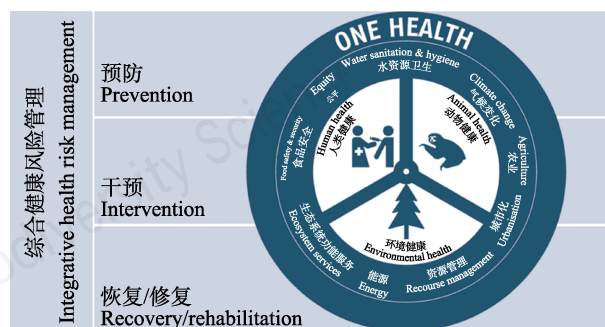 综合健康风险管理
Integrative health risk management
预防
Prevention
干预
Intervention
恢复/修复
Recovery/rehabilitation
ONE HEALTH
Water sanitation & hygiene
水资源卫生
Climate change
气候变化
Agriculture
农业
城市化
Urbanisation
资源管理
Recourse management
能源
Energy
生态系统功能服务
Ecosystem services
Food safety & security
食品安全
Equity
公平
Human health
人类健康
Animal health
动物健康
环境健康
Environmental health